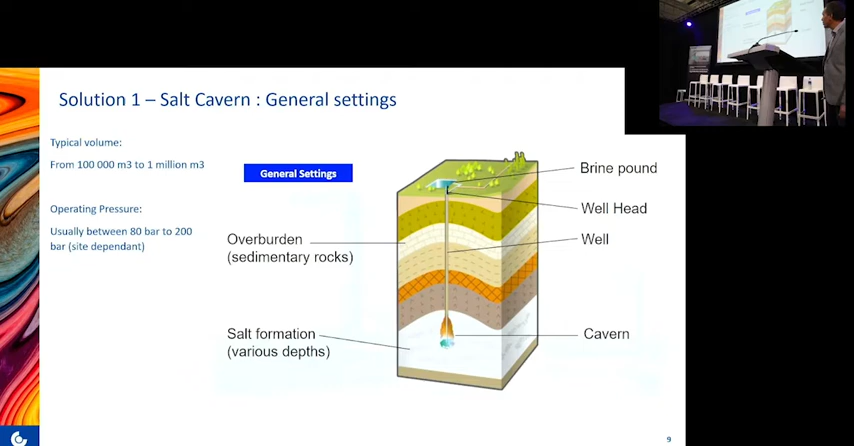 Solution 1 – Salt Cavern : General settings
Typical volume:
From 100 000 m3 to 1 million m3
Operating Pressure:
Usually between 80 bar to 200
bar (site dependant)
General Settings
Overburden
(sedimentary rocks)
Salt formation
(various depths)
Brine pound
Well Head
Well
Cavern
9